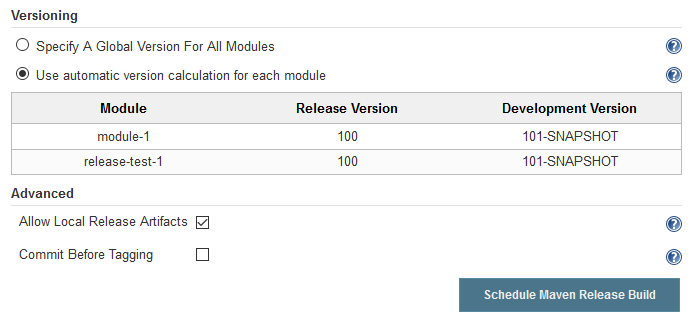 Versioning
Specify A Global Version For All Modules ?
Use automatic version calculation for each module ?
Module Release Version Development Version
module-1 100 101-SNAPSHOT
release-test-1 100 101-SNAPSHOT
Advanced
Allow Local Release Artifacts ?
Commit Before Tagging ?
Schedule Maven Release Build